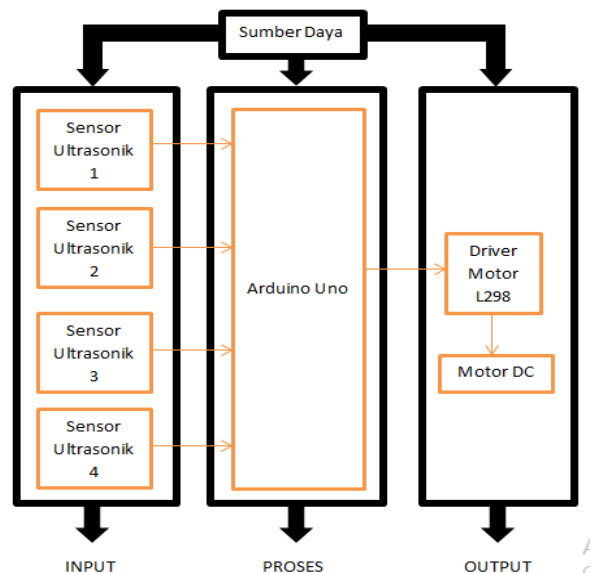 Sumber Daya
Sensor
Ultrasonik
1
Sensor
Ultrasonik
2
Sensor
Ultrasonik
3
Sensor
Ultrasonik
4
Arduino Uno
Driver
Motor
L298
Motor DC
INPUT
PROSES
OUTPUT